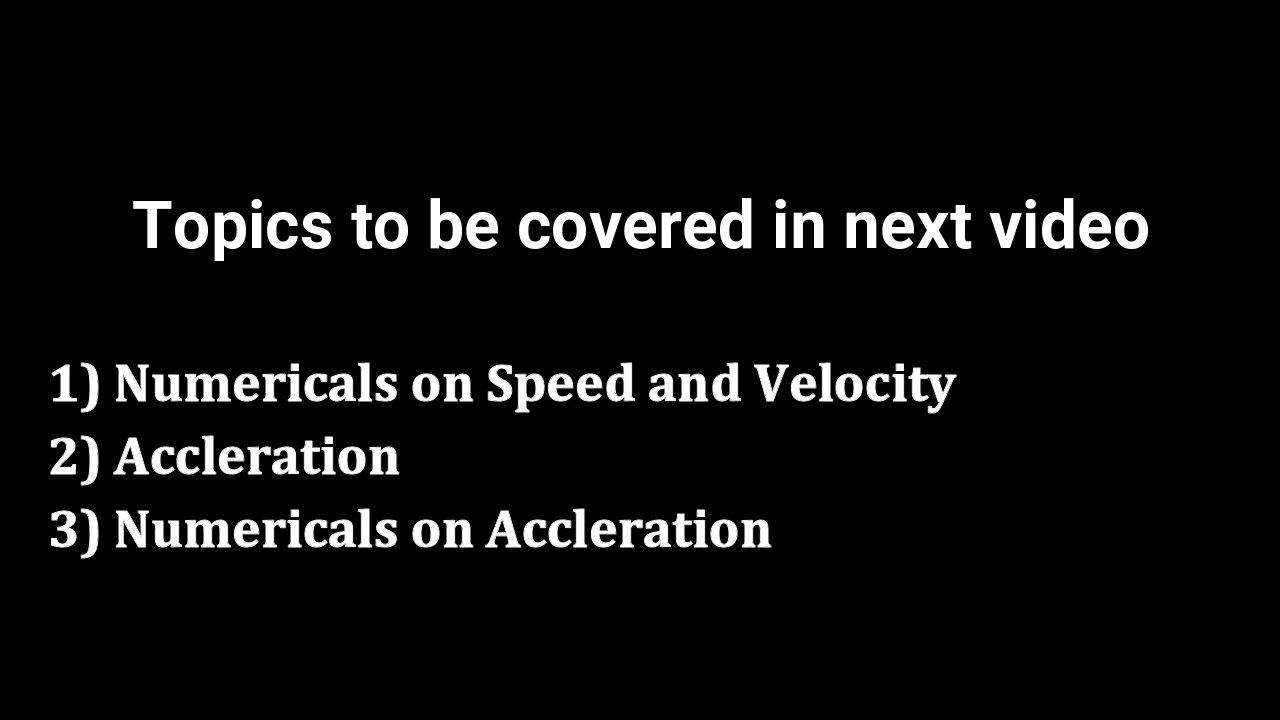 Topics to be covered in next video
1) Numericals on Speed and Velocity
2) Accleration
3) Numericals on Accleration